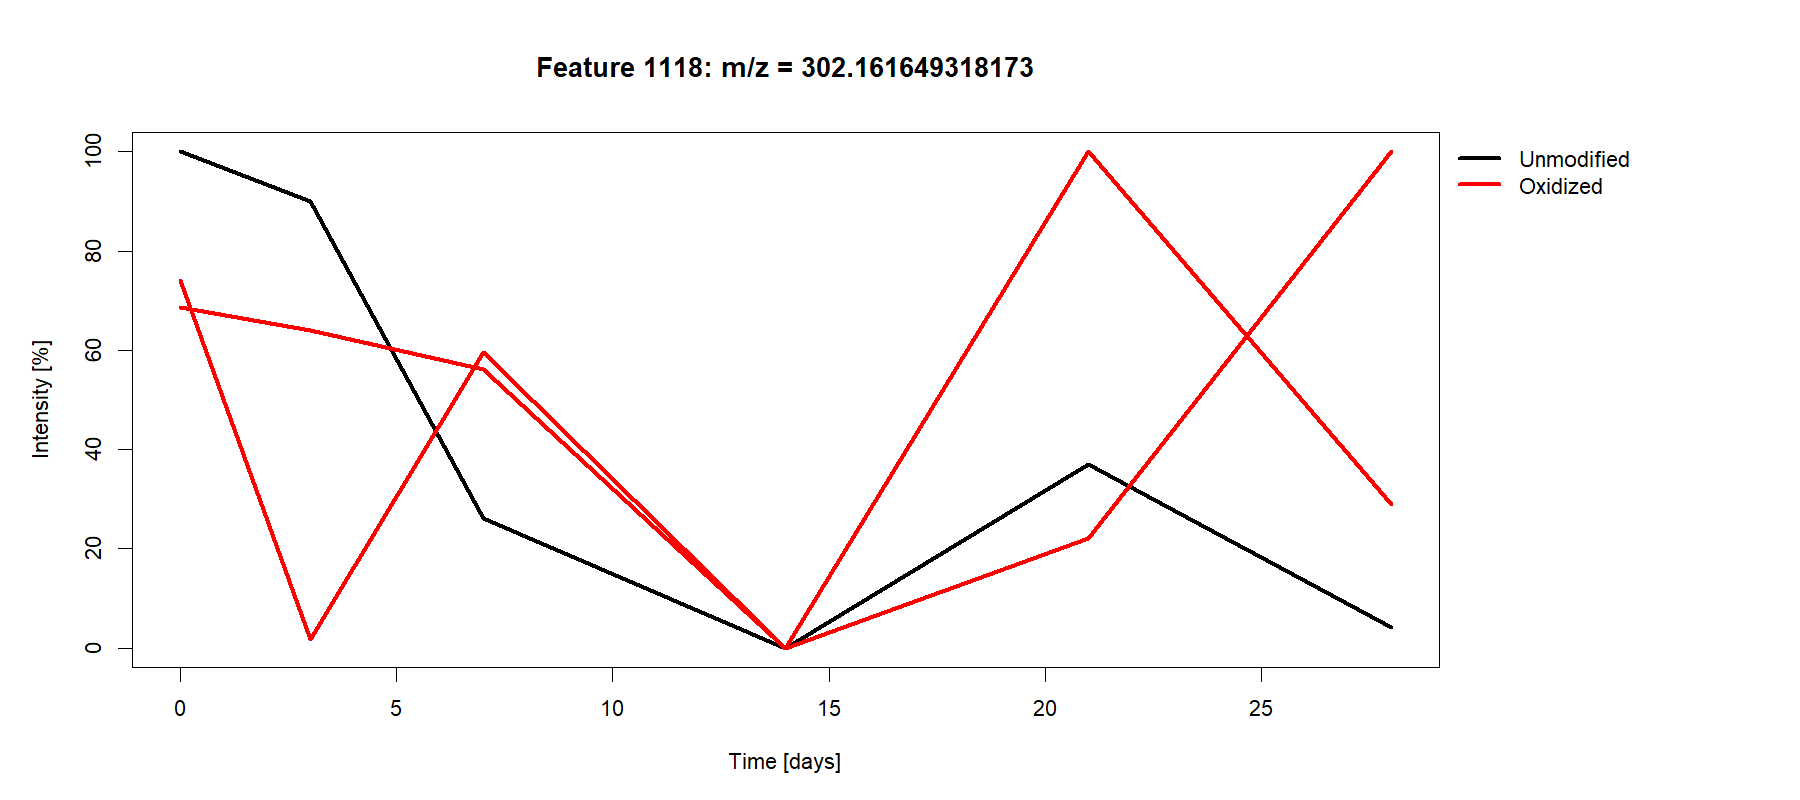 Feature 1118: m/z = 302.161649318173
Unmodified
Oxidized
Intensity [%]
100
80
60
40
20
0
0 5 10 15 20 25
Time [days]